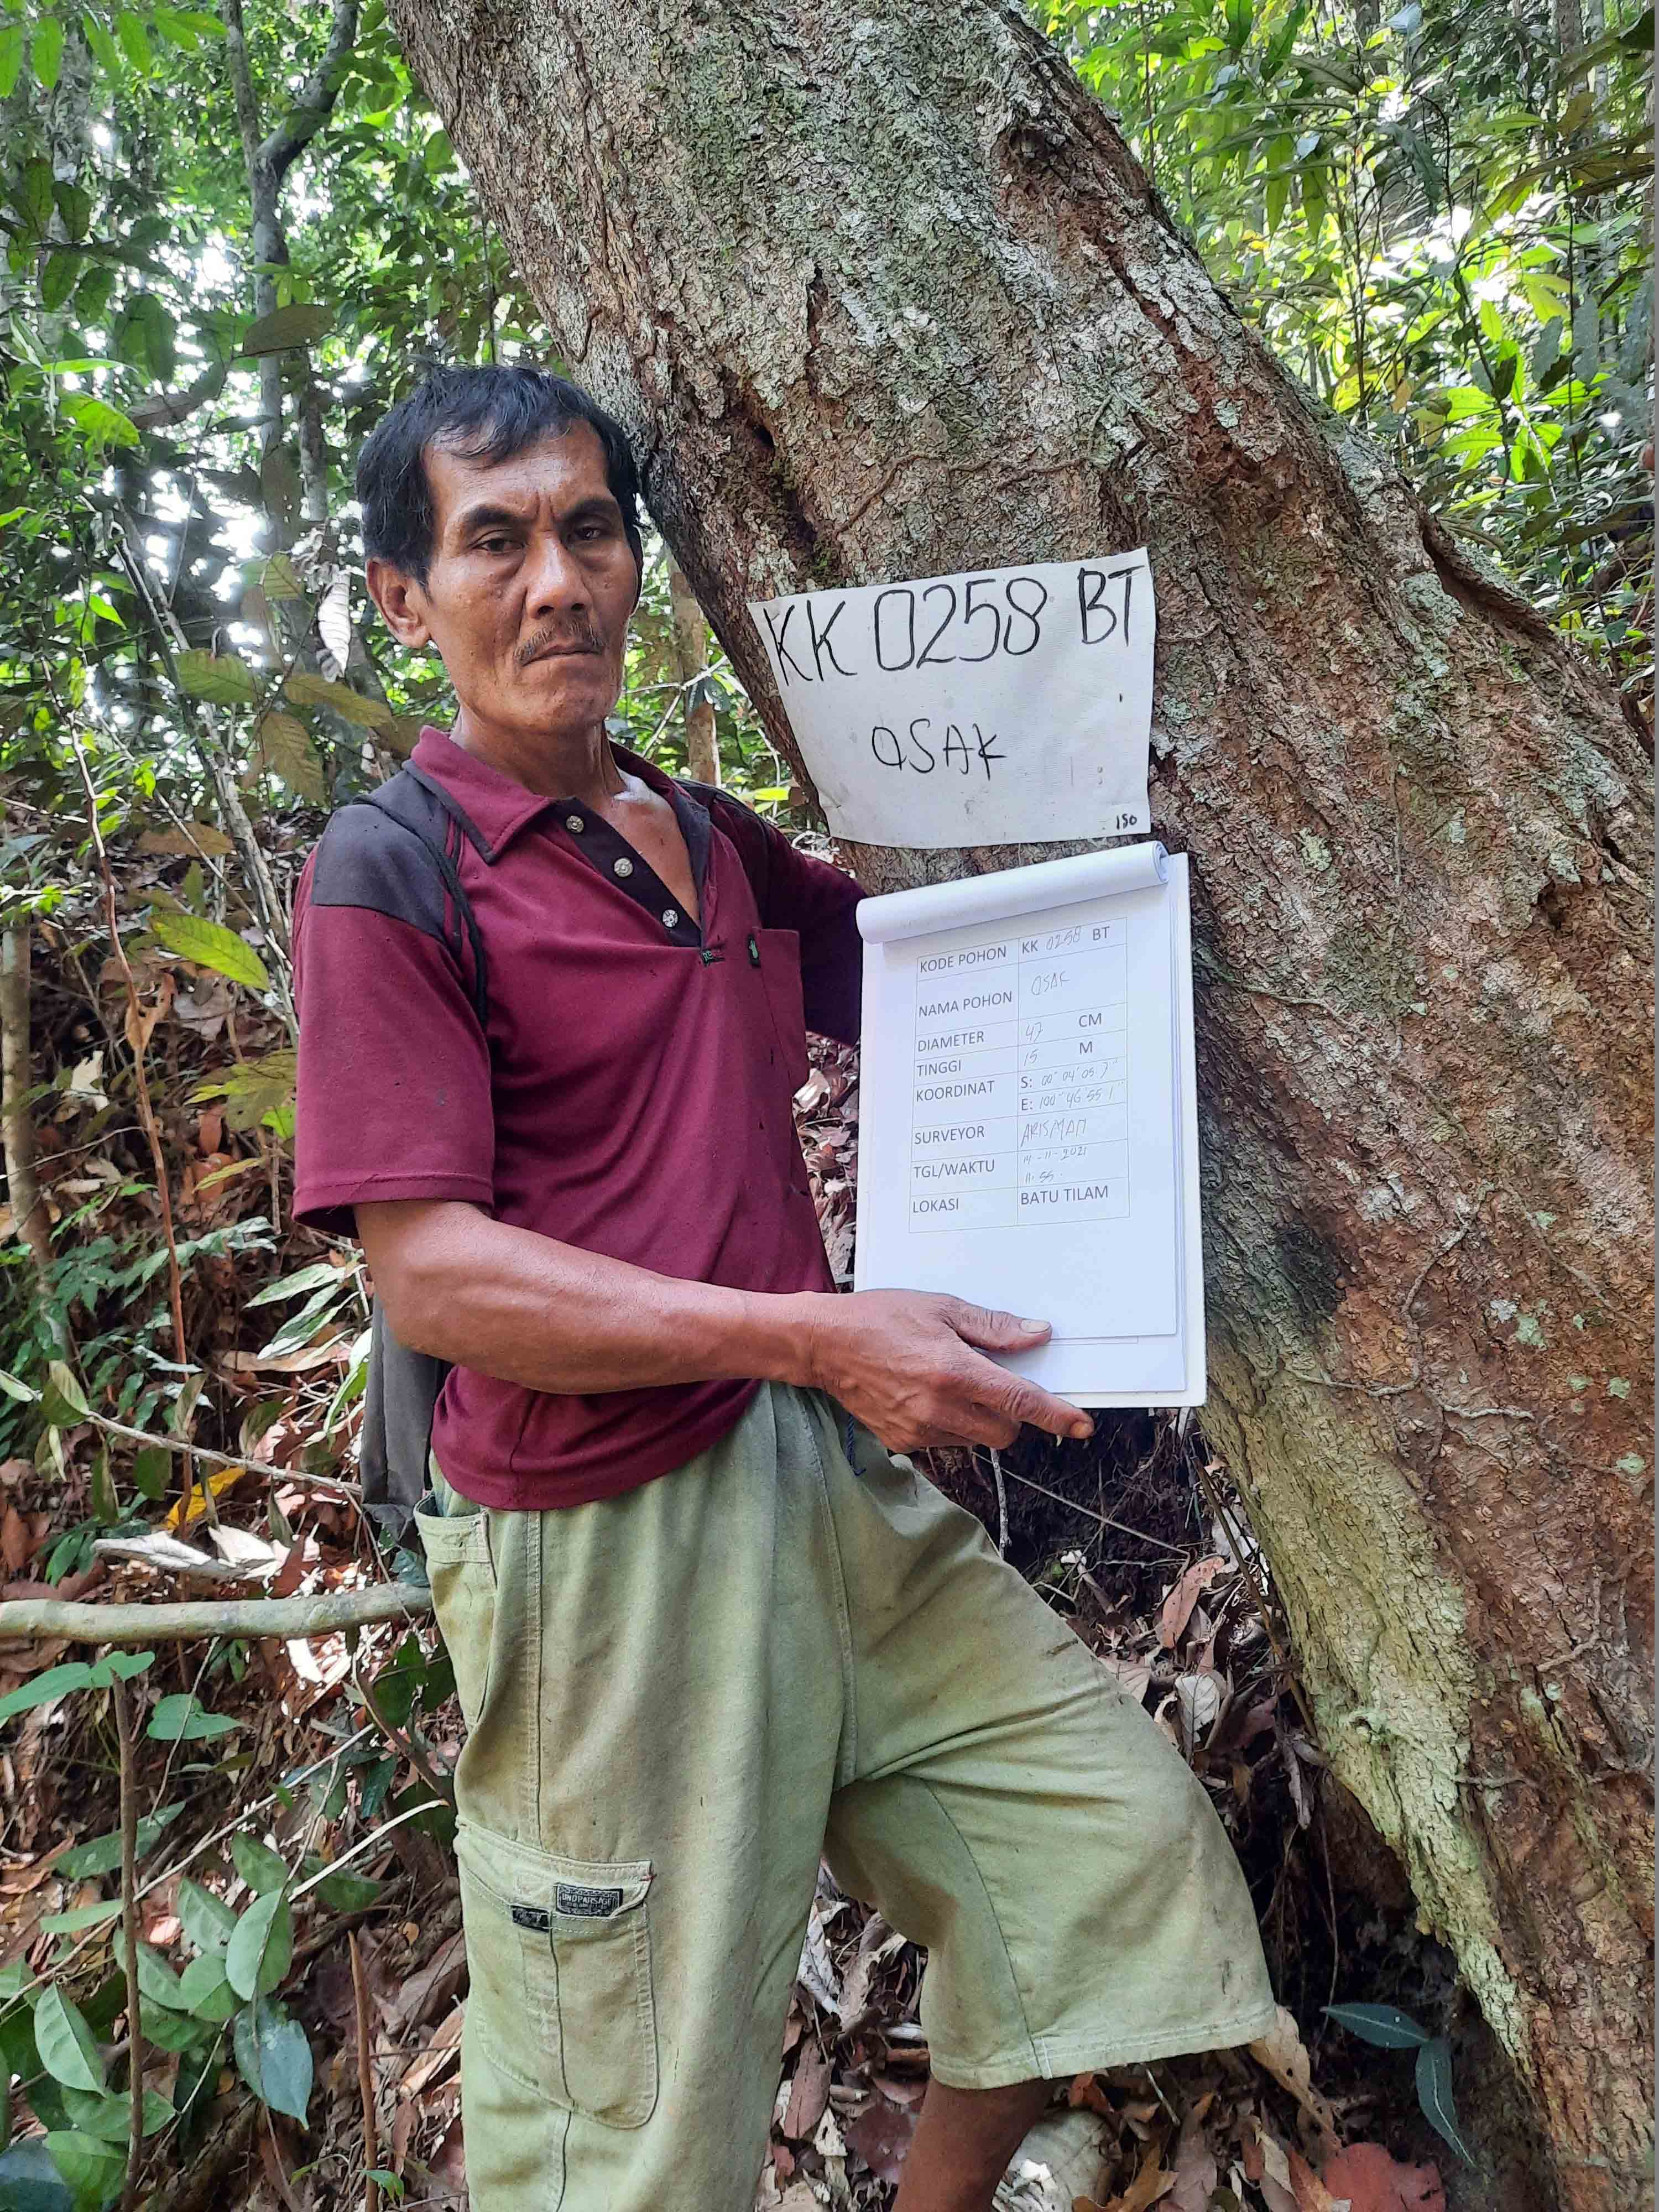 KK 0258 BT
OSAK
150
KODE POHON KK 0258 BT
NAMA POHON OSAK
DIAMETER 47 CM
TINGGI 15 M
KOORDINAT S: 00° 04' 05.7"
E: 100° 46' 55.1"
SURVEYOR ARISMAN
TGL/WAKTU 14-11-2021
11.55
LOKASI BATU TILAM